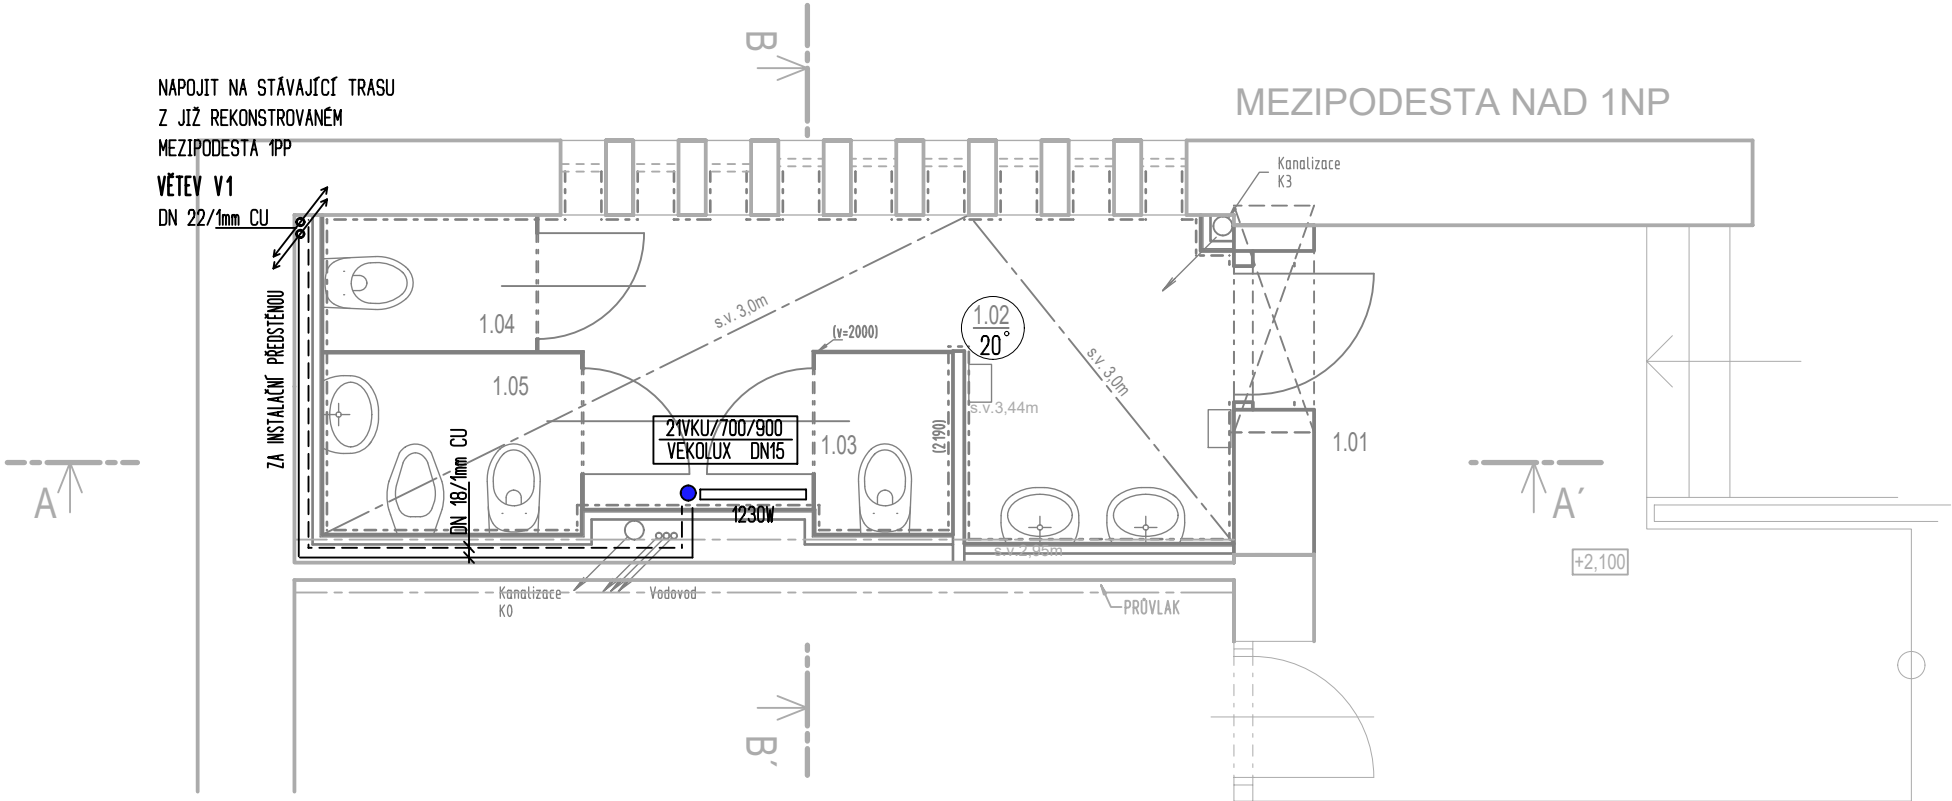 B
NAPOJIT NA STÁVAJÍCÍ TRASU
Z JIŽ REKONSTROVANÉM
MEZIPODESTA 1PP
VĚTEV V1
DN 22/1mm CU
MEZIPODESTA NAD 1NP
Kanalizace
K3
ZA INSTALAČNÍ PŘEDSTĚNOU
1.04
s.v. 3,0m
(v=2000)
1.02
20°
s.v. 3,0m
1.05
s.v.3,44m
21VKU/700/900
VEKOLUX DN15
1.03
(2190)
1.01
A
DN 18/1mm CU
1230W
A´
s.v.2,95m
+2,100
Kanalizace
K0
Vodovod
PRŮVLAK
B´